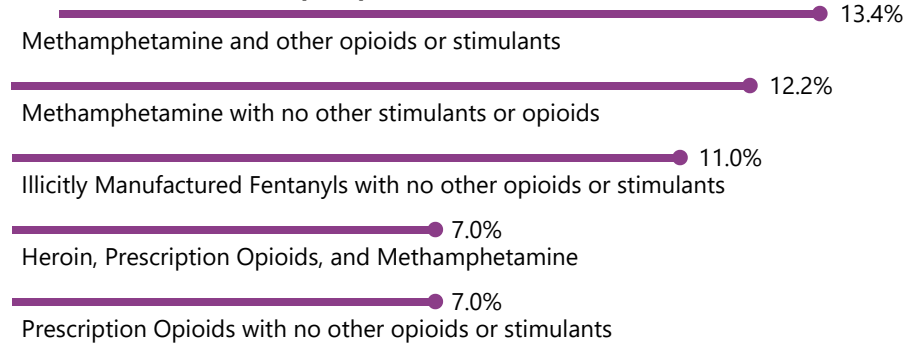 13.4%
Methamphetamine and other opioids or stimulants
12.2%
Methamphetamine with no other stimulants or opioids
11.0%
Illicitly Manufactured Fentanyls with no other opioids or stimulants
7.0%
Heroin, Prescription Opioids, and Methamphetamine
7.0%
Prescription Opioids with no other opioids or stimulants